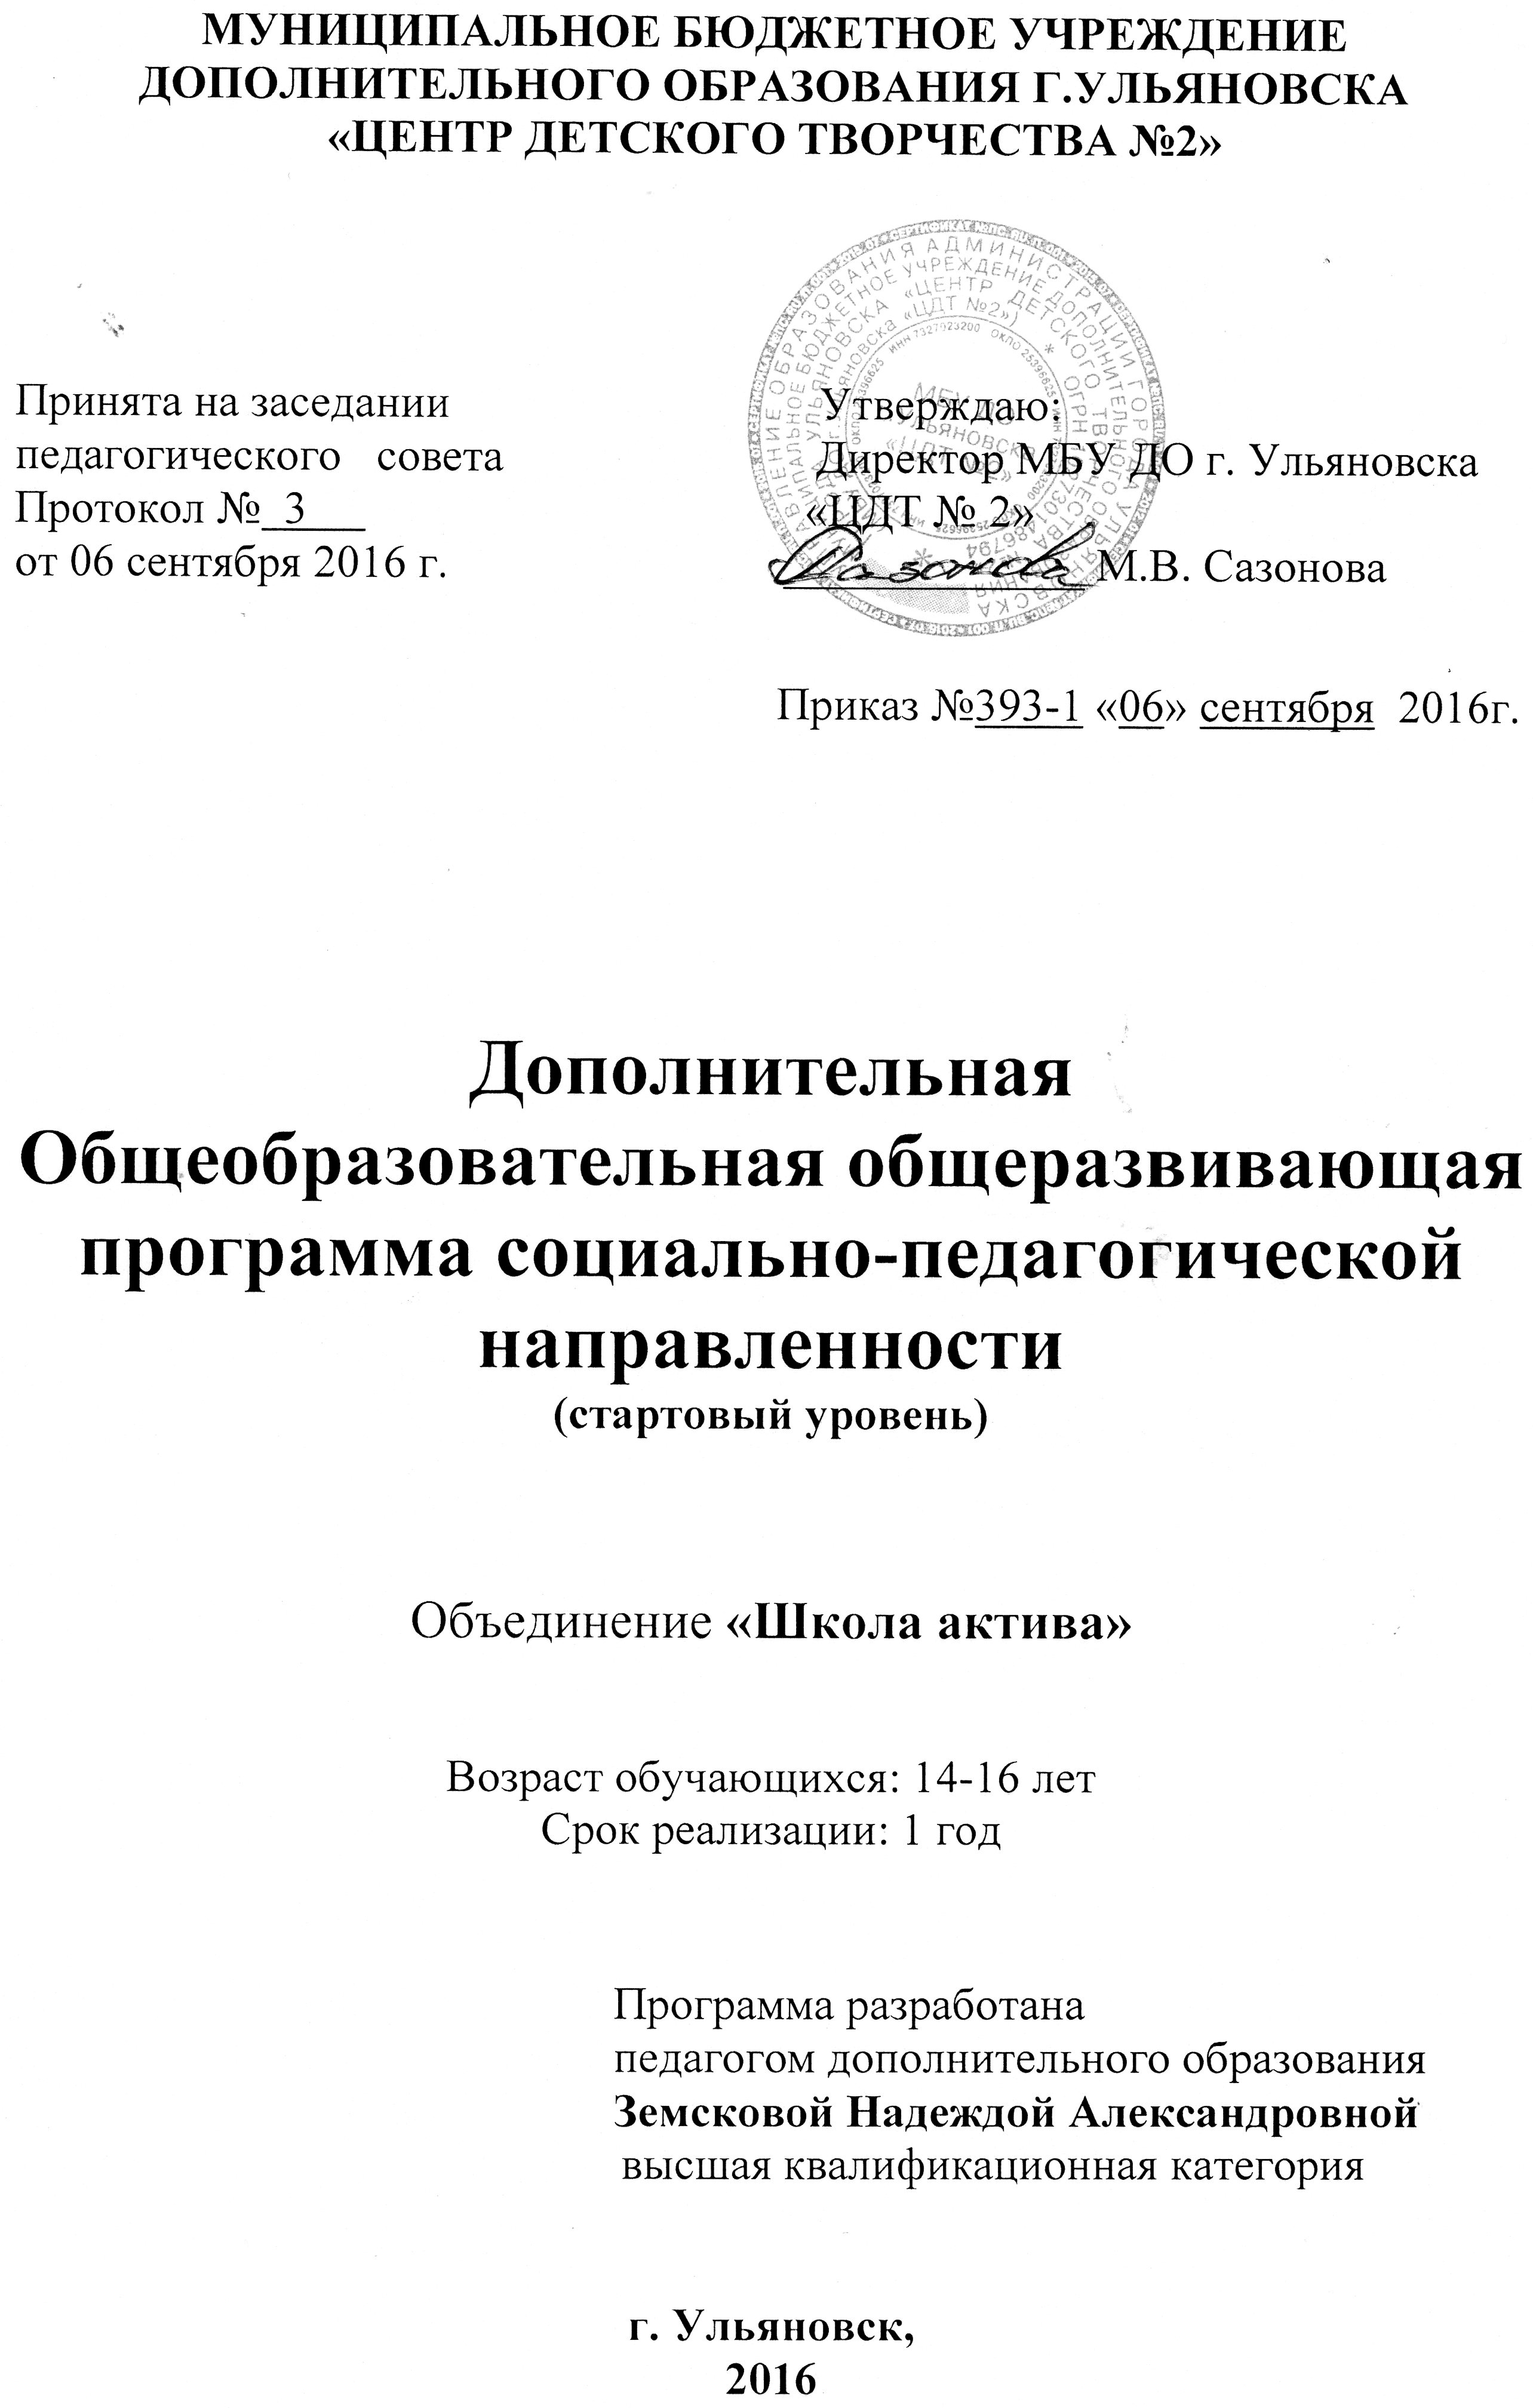 МУНИЦИПАЛЬНОЕ БЮДЖЕТНОЕ УЧРЕЖДЕНИЕ
ДОПОЛНИТЕЛЬНОГО ОБРАЗОВАНИЯ Г.УЛЬЯНОВСКА
«ЦЕНТР ДЕТСКОГО ТВОРЧЕСТВА №2»
Принята на заседании
педагогического совета
Протокол № 3
от 06 сентября 2016 г.
Утверждаю:
Директор МБУ ДО г. Ульяновска
«ЦДТ № 2»
Сазонова М.В. Сазонова
Приказ №393-1 «06» сентября 2016г.
Дополнительная
Общеобразовательная общеразвивающая
программа социально-педагогической
направленности
(стартовый уровень)
Объединение «Школа актива»
Возраст обучающихся: 14-16 лет
Срок реализации: 1 год
Программа разработана
педагогом дополнительного образования
Земсковой Надеждой Александровной
высшая квалификационная категория
г. Ульяновск,
2016